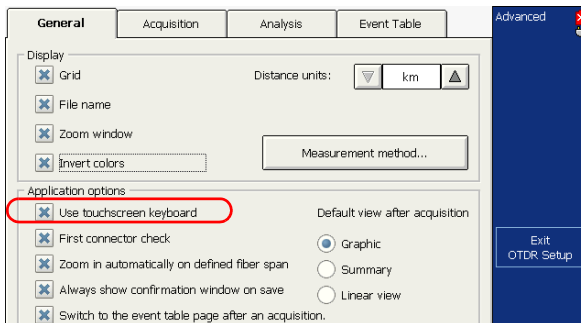 General Acquisition Analysis Event Table Advanced
Display
Grid Distance units: km
File name
Zoom window
Invert colors Measurement method...
Application options
Use touchscreen keyboard Default view after acquisition
First connector check Graphic
Zoom in automatically on defined fiber span Summary
Always show confirmation window on save Linear view
Switch to the event table page after an acquisition.
Exit
OTDR Setup